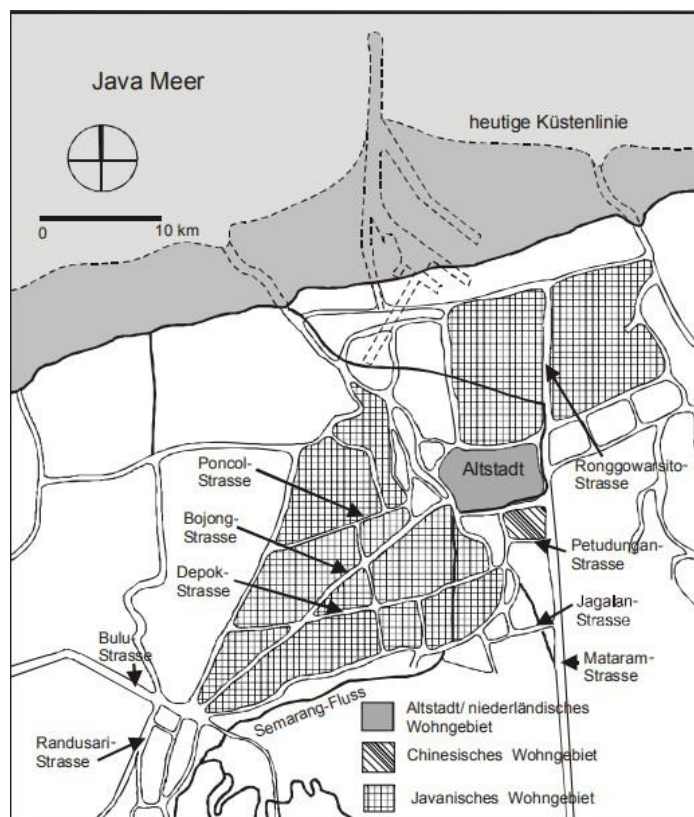 Java Meer
heutige Küstenlinie
0 10 km
Poncol-
Strasse
Bojong-
Strasse
Depok-
Strasse
Bulu-
Strasse
Randusari-
Strasse
Altstadt
Ronggowarsito-
Strasse
Petudungan-
Strasse
Jagalan-
Strasse
Mataram-
Strasse
Semarang-Fluss
Altstadt/ niederländisches
Wohngebiet
Chinesisches Wohngebiet
Javanisches Wohngebiet